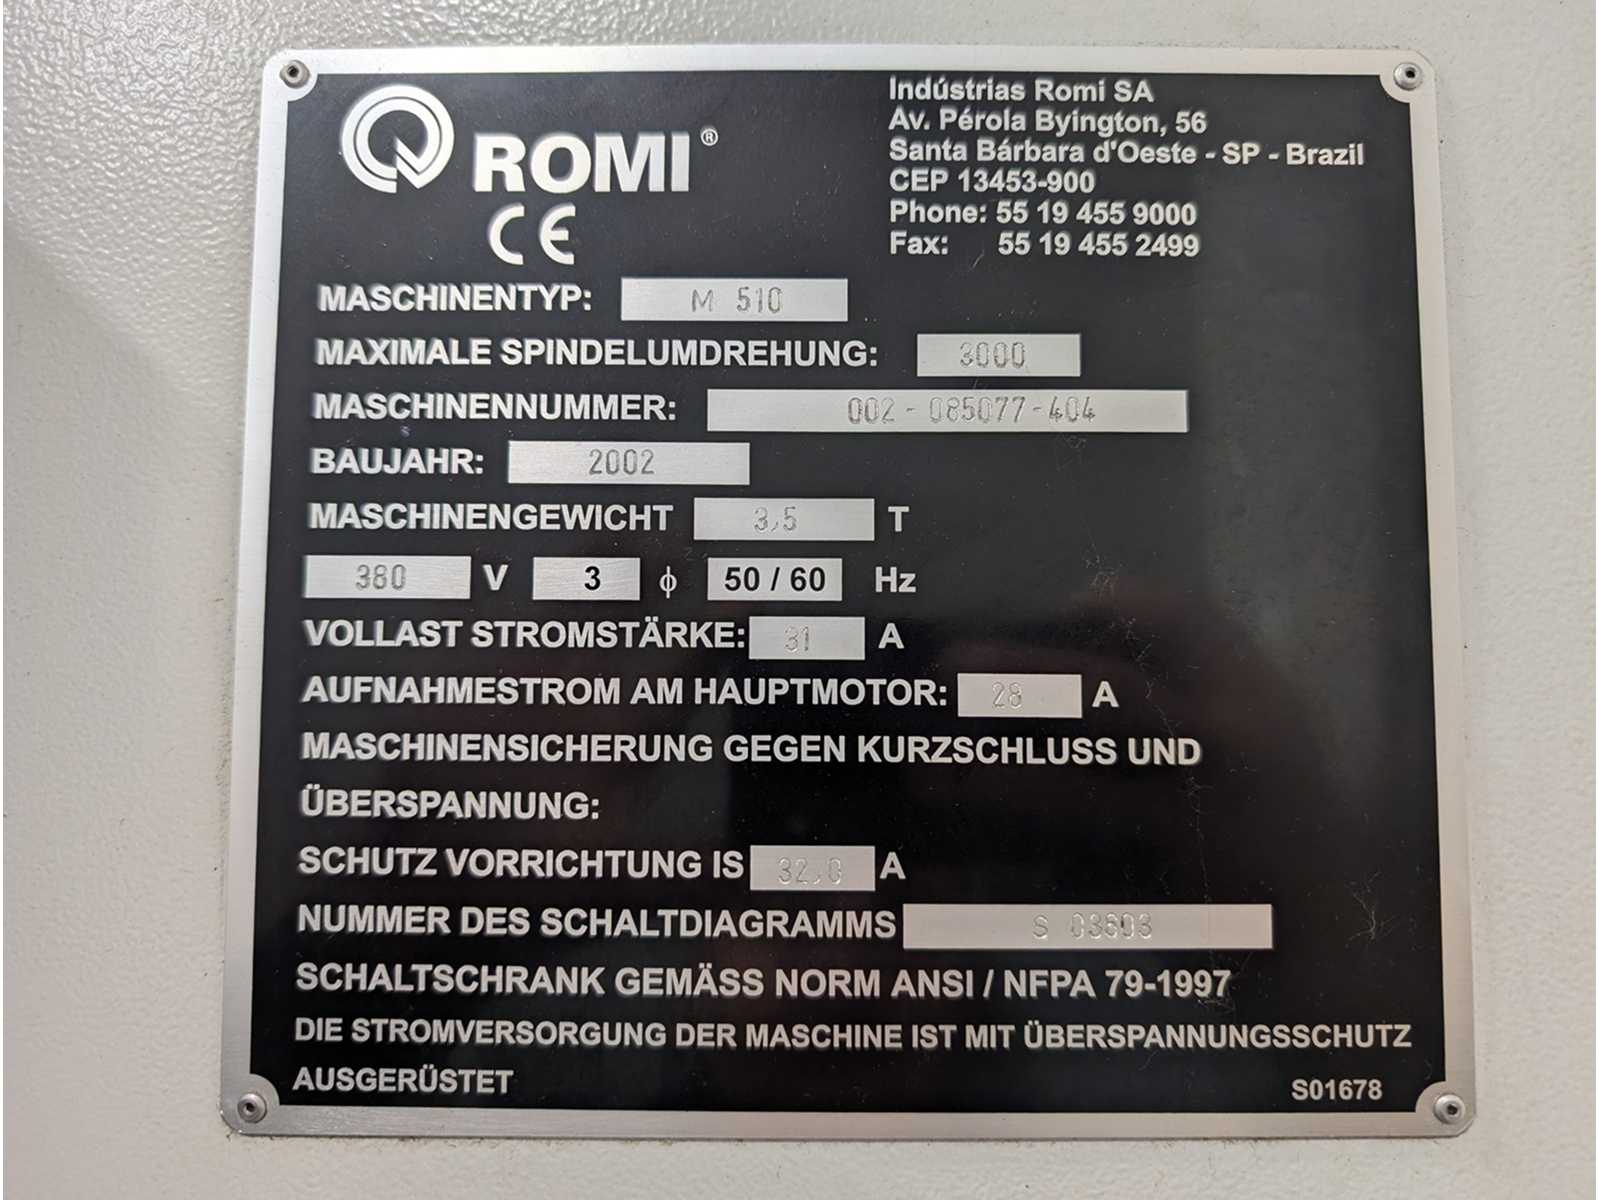 ROMI®
CE
Indústrias Romi SA
Av. Pérola Byington, 56
Santa Bárbara d'Oeste - SP - Brazil
CEP 13453-900
Phone: 55 19 455 9000
Fax: 55 19 455 2499
MASCHINENTYP: M 510
MAXIMALE SPINDELUMDREHUNG: 3000
MASCHINENNUMMER: 002-085077-404
BAUJAHR: 2002
MASCHINENGEWICHT 3,5 T
380 V 3 ϕ 50 / 60 Hz
VOLLAST STROMSTÄRKE: 31 A
AUFNAHMESTROM AM HAUPTMOTOR: 28 A
MASCHINENSICHERUNG GEGEN KURZSCHLUSS UND
ÜBERSPANNUNG:
SCHUTZ VORRICHTUNG IS 32,0 A
NUMMER DES SCHALTDIAGRAMMS S 03603
SCHALTSCHRANK GEMÄSS NORM ANSI / NFPA 79-1997
DIE STROMVERSORGUNG DER MASCHINE IST MIT ÜBERSPANNUNGSSCHUTZ
AUSGERÜSTET
S01678